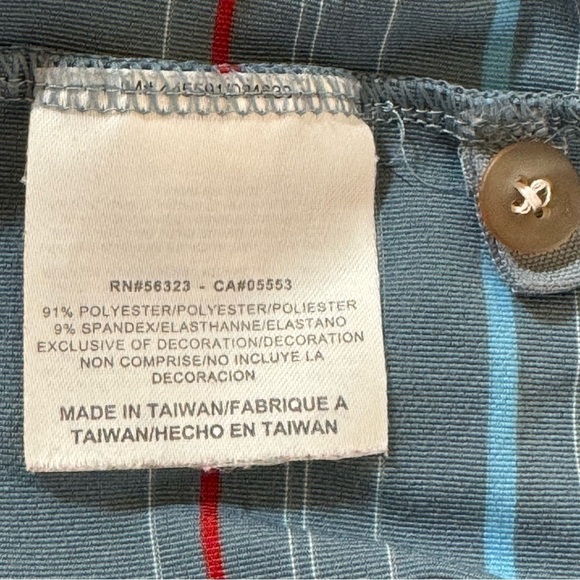 RN#56323 - CA#05553
91% POLYESTER/POLYESTER/POLIESTER
9% SPANDEX/ELASTHANNE/ELASTANO
EXCLUSIVE OF DECORATION/DECORATION
NON COMPRISE/NO INCLUYE LA
DECORACION
MADE IN TAIWAN/FABRIQUE A
TAIWAN/HECHO EN TAIWAN